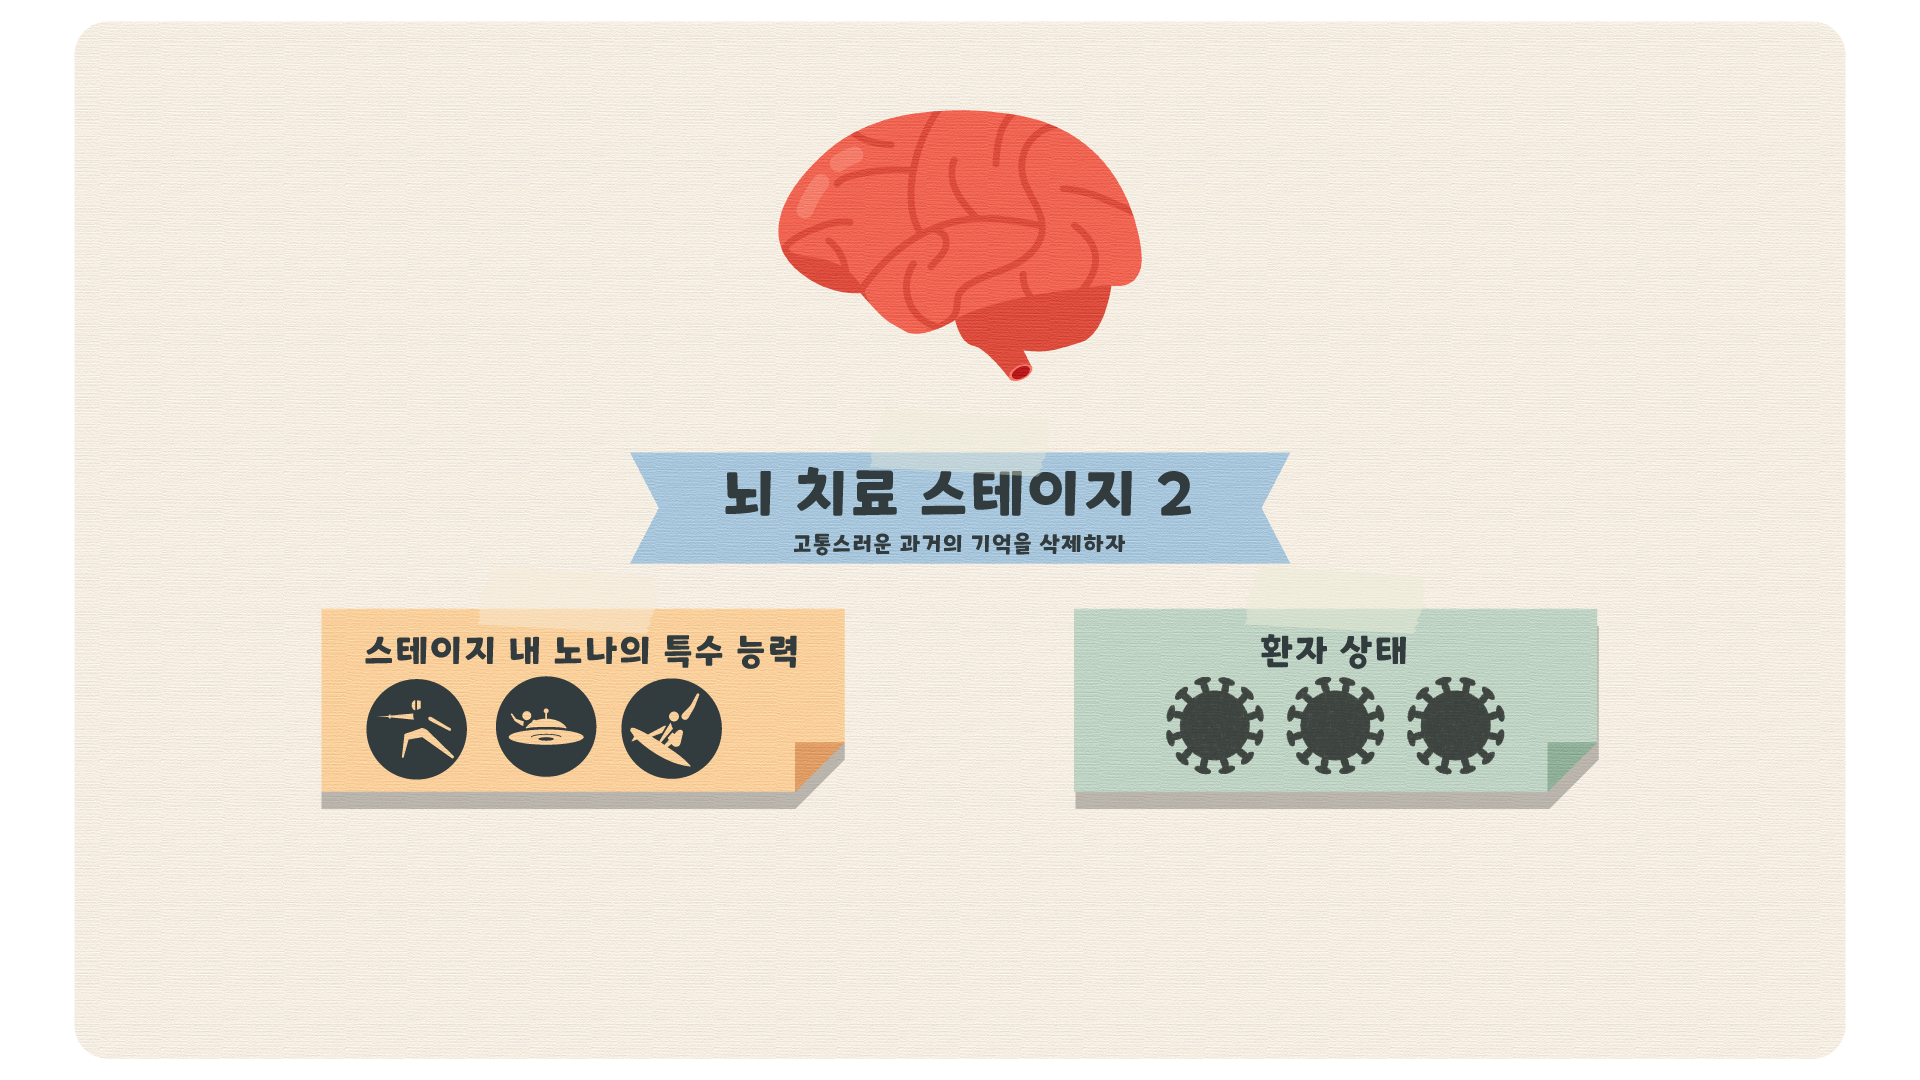 뇌 치료 스테이지 2
고통스러운 과거의 기억을 삭제하자
스테이지 내 노나의 특수 능력
환자 상태